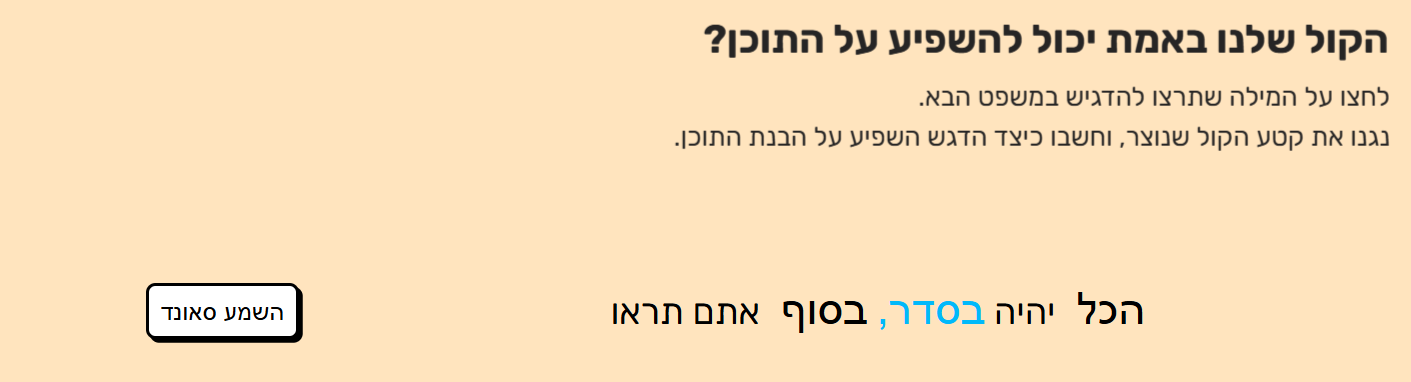 הקול שלנו באמת יכול להשפיע על התוכן?
לחצו על המילה שתרצו להדגיש במשפט הבא.
נגנו את קטע הקול שנוצר, וחשבו כיצד הדגש השפיע על הבנת התוכן.
הכל יהיה בסדר, בסוף אתם תראו
השמע סאונד